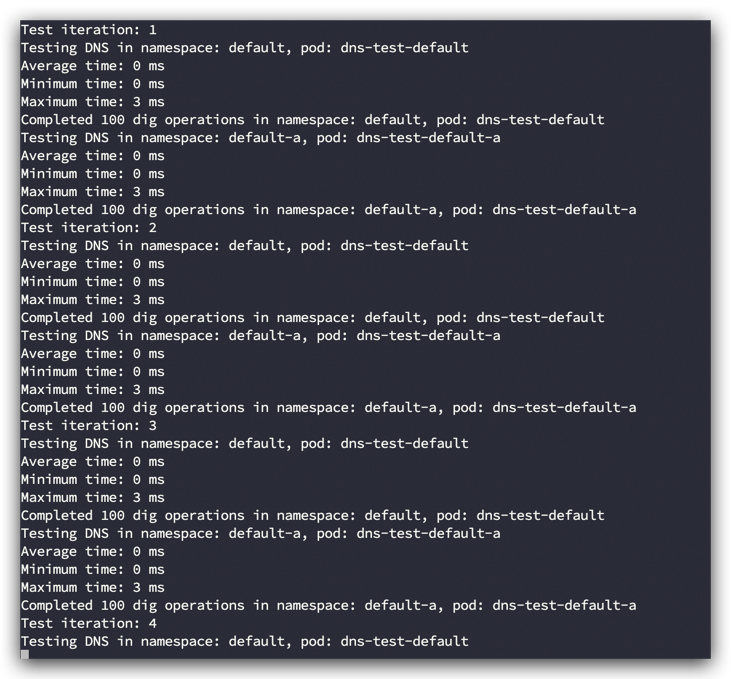 Test iteration: 1
Testing DNS in namespace: default, pod: dns-test-default
Average time: 0 ms
Minimum time: 0 ms
Maximum time: 3 ms
Completed 100 dig operations in namespace: default, pod: dns-test-default
Testing DNS in namespace: default-a, pod: dns-test-default-a
Average time: 0 ms
Minimum time: 0 ms
Maximum time: 3 ms
Completed 100 dig operations in namespace: default-a, pod: dns-test-default-a
Test iteration: 2
Testing DNS in namespace: default, pod: dns-test-default
Average time: 0 ms
Minimum time: 0 ms
Maximum time: 3 ms
Completed 100 dig operations in namespace: default, pod: dns-test-default
Testing DNS in namespace: default-a, pod: dns-test-default-a
Average time: 0 ms
Minimum time: 0 ms
Maximum time: 3 ms
Completed 100 dig operations in namespace: default-a, pod: dns-test-default-a
Test iteration: 3
Testing DNS in namespace: default, pod: dns-test-default
Average time: 0 ms
Minimum time: 0 ms
Maximum time: 3 ms
Completed 100 dig operations in namespace: default, pod: dns-test-default
Testing DNS in namespace: default-a, pod: dns-test-default-a
Average time: 0 ms
Minimum time: 0 ms
Maximum time: 3 ms
Completed 100 dig operations in namespace: default-a, pod: dns-test-default-a
Test iteration: 4
Testing DNS in namespace: default, pod: dns-test-default